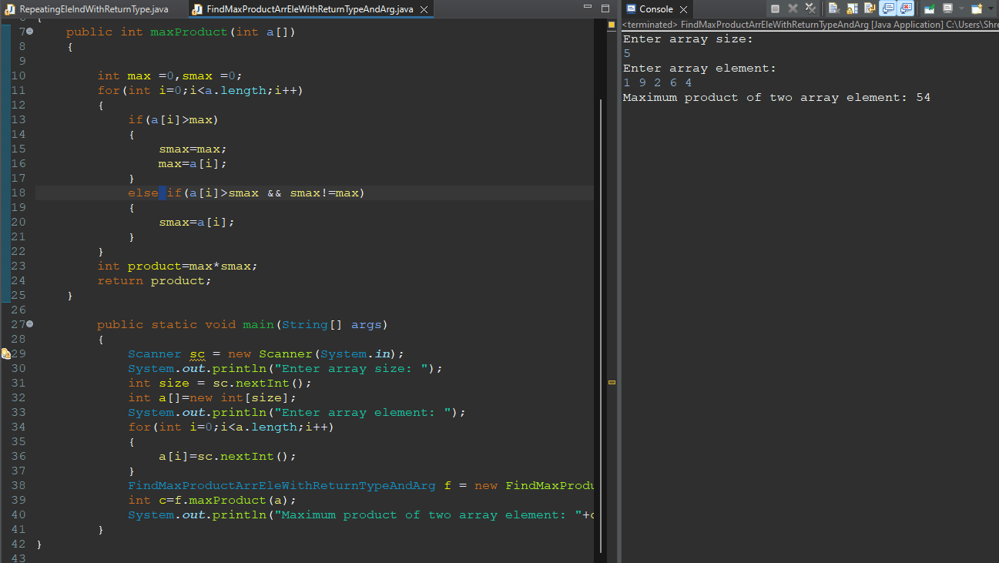 RepeatingEleIndWithReturnType.java
FindMaxProductArrEleWithReturnTypeAndArg.java
7 public int maxProduct(int a[])
8 {
9
10 int max =0,smax =0;
11 for(int i=0;i<a.length;i++)
12 {
13 if(a[i]>max)
14 {
15 smax=max;
16 max=a[i];
17 }
18 else if(a[i]>smax && smax!=max)
19 {
20 smax=a[i];
21 }
22 }
23 int product=max*smax;
24 return product;
25 }
26
27 public static void main(String[] args)
28 {
29 Scanner sc = new Scanner(System.in);
30 System.out.println("Enter array size: ");
31 int size = sc.nextInt();
32 int a[]=new int[size];
33 System.out.println("Enter array element: ");
34 for(int i=0;i<a.length;i++)
35 {
36 a[i]=sc.nextInt();
37 }
38 FindMaxProductArrEleWithReturnTypeAndArg f = new FindMaxProdu
39 int c=f.maxProduct(a);
40 System.out.println("Maximum product of two array element: "+c
41 }
42 }
43
Console
<terminated> FindMaxProductArrEleWithReturnTypeAndArg [Java Application] C:\Users\Shre
Enter array size:
5
Enter array element:
1 9 2 6 4
Maximum product of two array element: 54